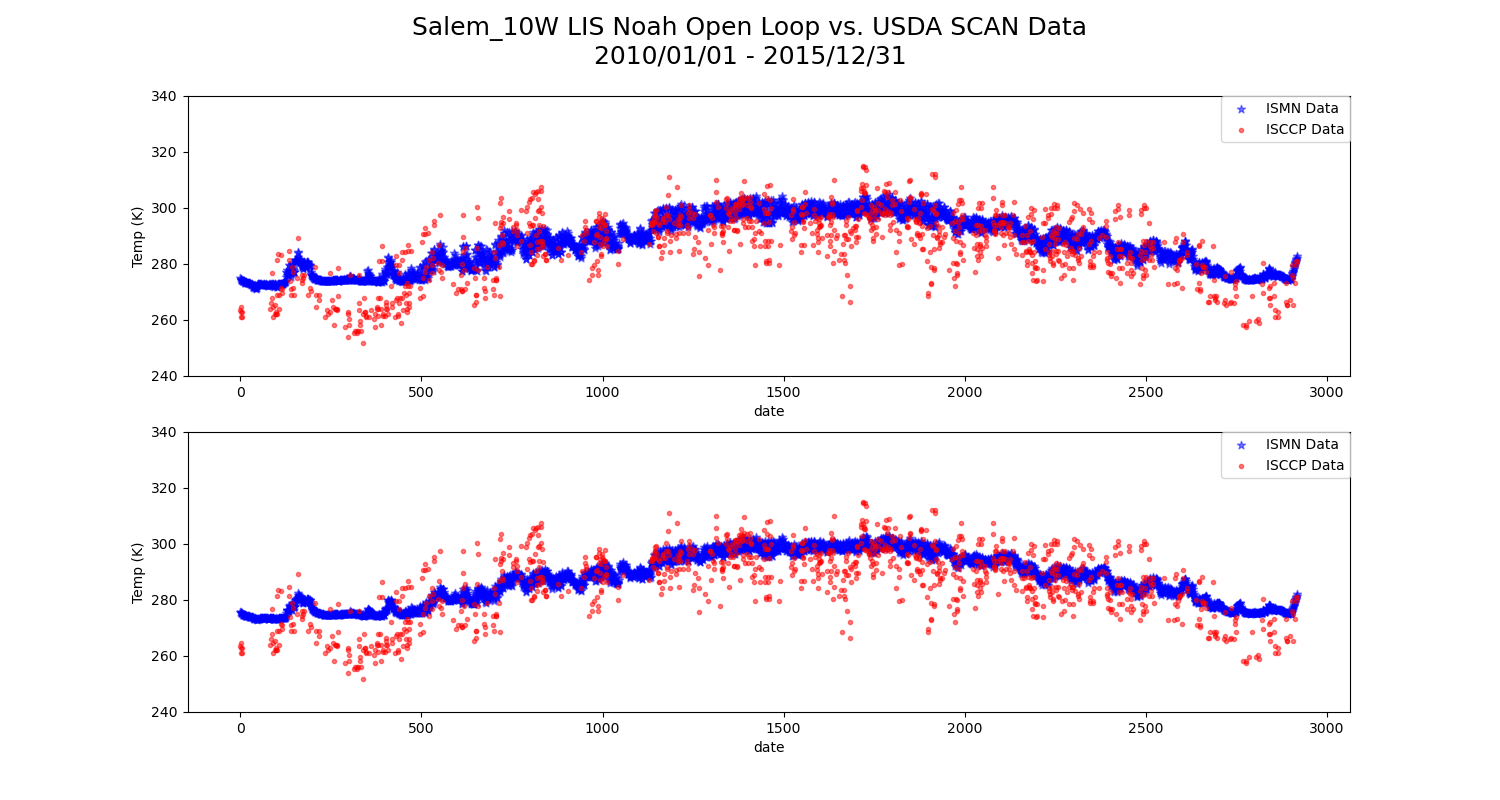 Salem_10W LIS Noah Open Loop vs. USDA SCAN Data
2010/01/01 - 2015/12/31
340
320
300
280
260
240
Temp (K)
ISMN Data
ISCCP Data
0
500
1000
1500
2000
2500
3000
date
340
320
300
280
260
240
Temp (K)
ISMN Data
ISCCP Data
0
500
1000
1500
2000
2500
3000
date